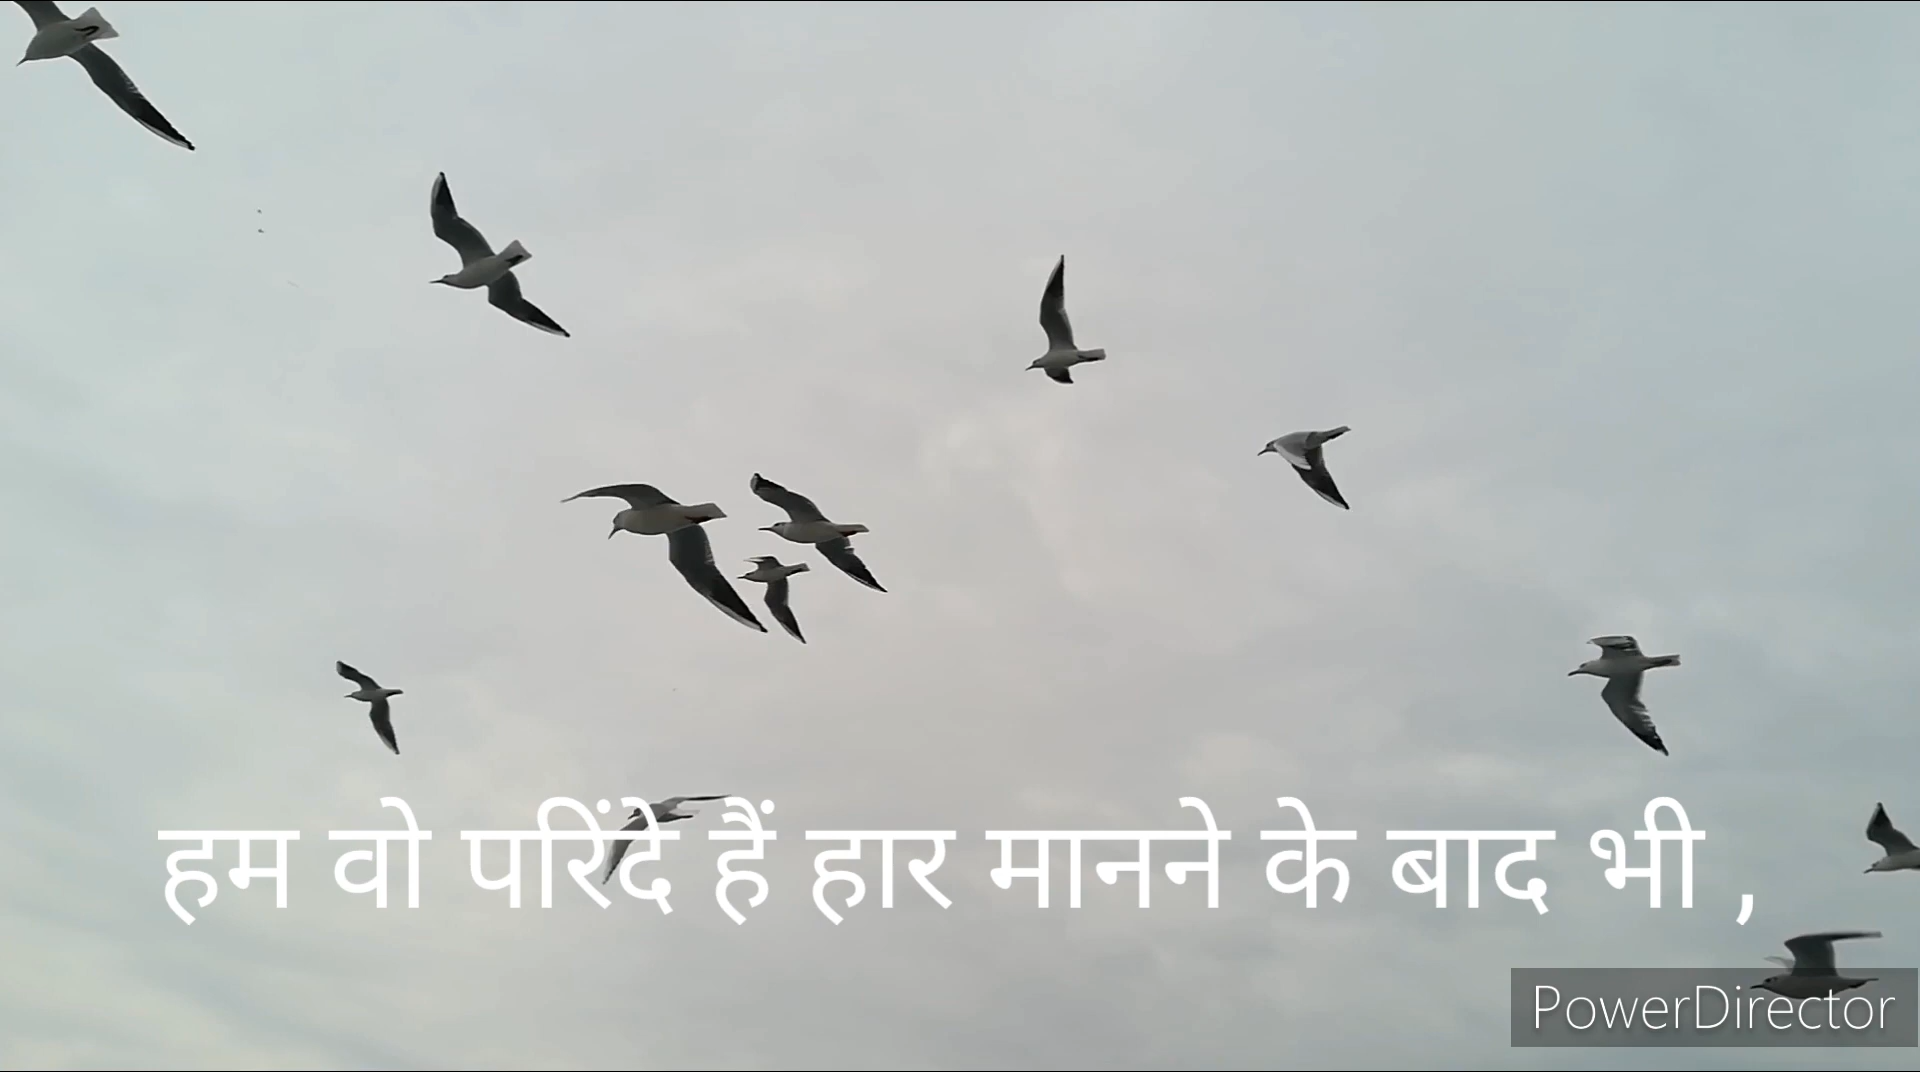 हम वो परिंदे हैं हार मानने के बाद भी ,
PowerDirector